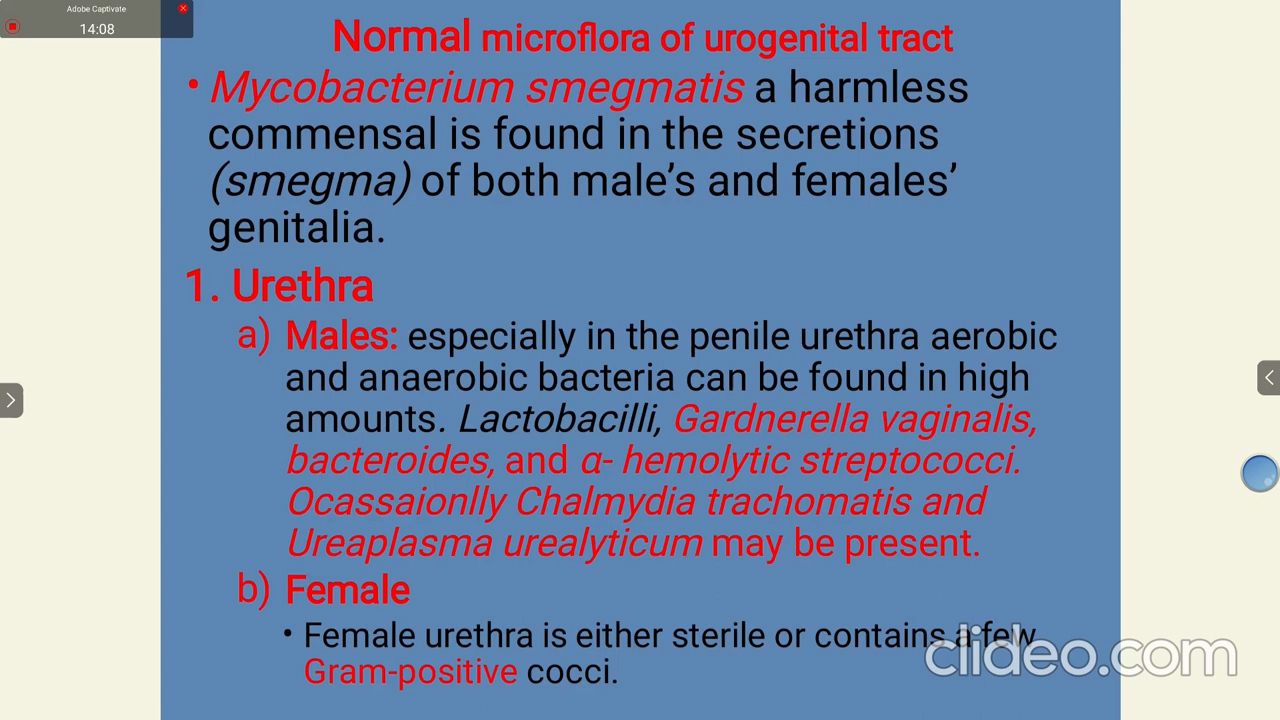 Adobe Captivate
14:08
Normal microflora of urogenital tract
• Mycobacterium smegmatis a harmless
commensal is found in the secretions
(smegma) of both male’s and females’
genitalia.
1. Urethra
a) Males: especially in the penile urethra aerobic
and anaerobic bacteria can be found in high
amounts. Lactobacilli, Gardnerella vaginalis,
bacteroides, and α- hemolytic streptococci.
Ocassaionlly Chalmydia trachomatis and
Ureaplasma urealyticum may be present.
b) Female
• Female urethra is either sterile or contains a few
Gram-positive cocci.
clideo.com